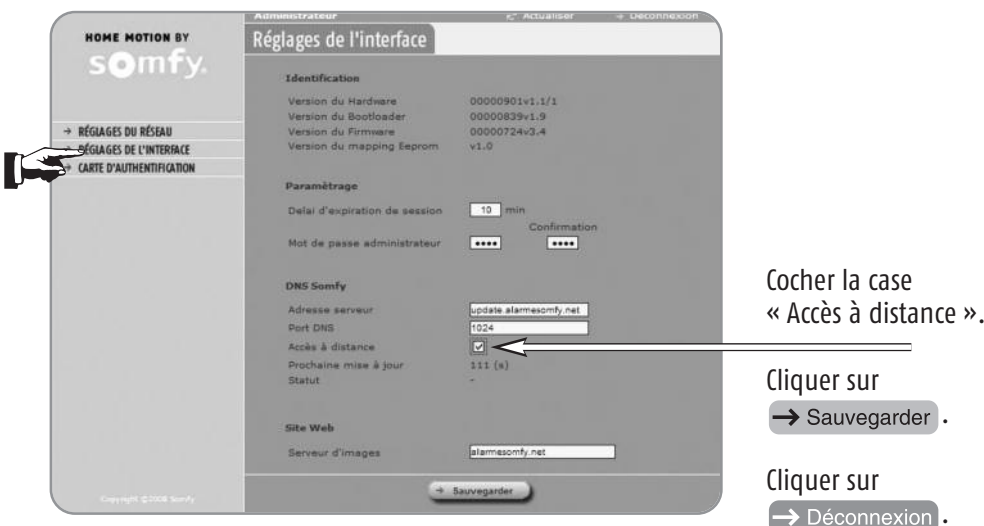 Administrateur
Actualiser
→ Déconnexion
HOME MOTION BY
somfy.
Réglages de l'interface
→ RÉGLAGES DU RÉSEAU
RÉGLAGES DE L'INTERFACE
CARTE D'AUTHENTIFICATION
Identification
Version du Hardware 00000901v1.1/1
Version du Bootloader 00000839v1.9
Version du Firmware 00000724v3.4
Version du mapping Eeprom v1.0
Paramètrage
Delai d'expiration de session 10 min
Confirmation
Mot de passe administrateur •••• ••••
DNS Somfy
Adresse serveur update.alarmesomfy.net
Port DNS 1024
Accès à distance
Prochaine mise à jour 111 (s)
Statut -
Site Web
Serveur d'images alarmesomfy.net
→ Sauvegarder
Copyright ©2008 Somfy
Cocher la case
« Accès à distance ».
Cliquer sur
→ Sauvegarder .
Cliquer sur
→ Déconnexion .